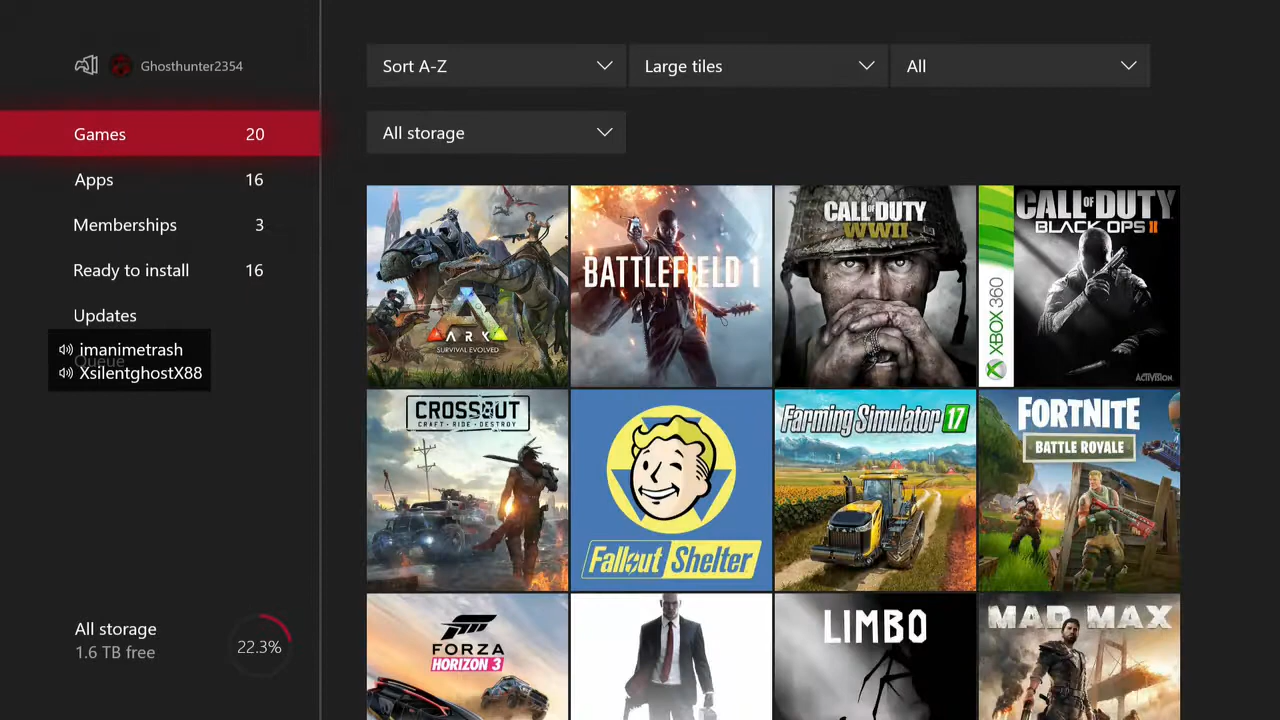 Ghosthunter2354
Games 20
Apps 16
Memberships 3
Ready to install 16
Updates
Queue
imanimetrash
XsilentghostX88
All storage
1.6 TB free
22.3%
Sort A-Z
Large tiles
All
All storage
ARK
SURVIVAL EVOLVED
BATTLEFIELD 1
CALL OF DUTY
WWII
XBOX 360
CALL OF DUTY
BLACK OPS II
ACTIVISION
CROSSOUT
CRAFT · RIDE · DESTROY
Fallout Shelter
Farming Simulator 17
FORTNITE
BATTLE ROYALE
FORZA
HORIZON 3
LIMBO
MAD MAX